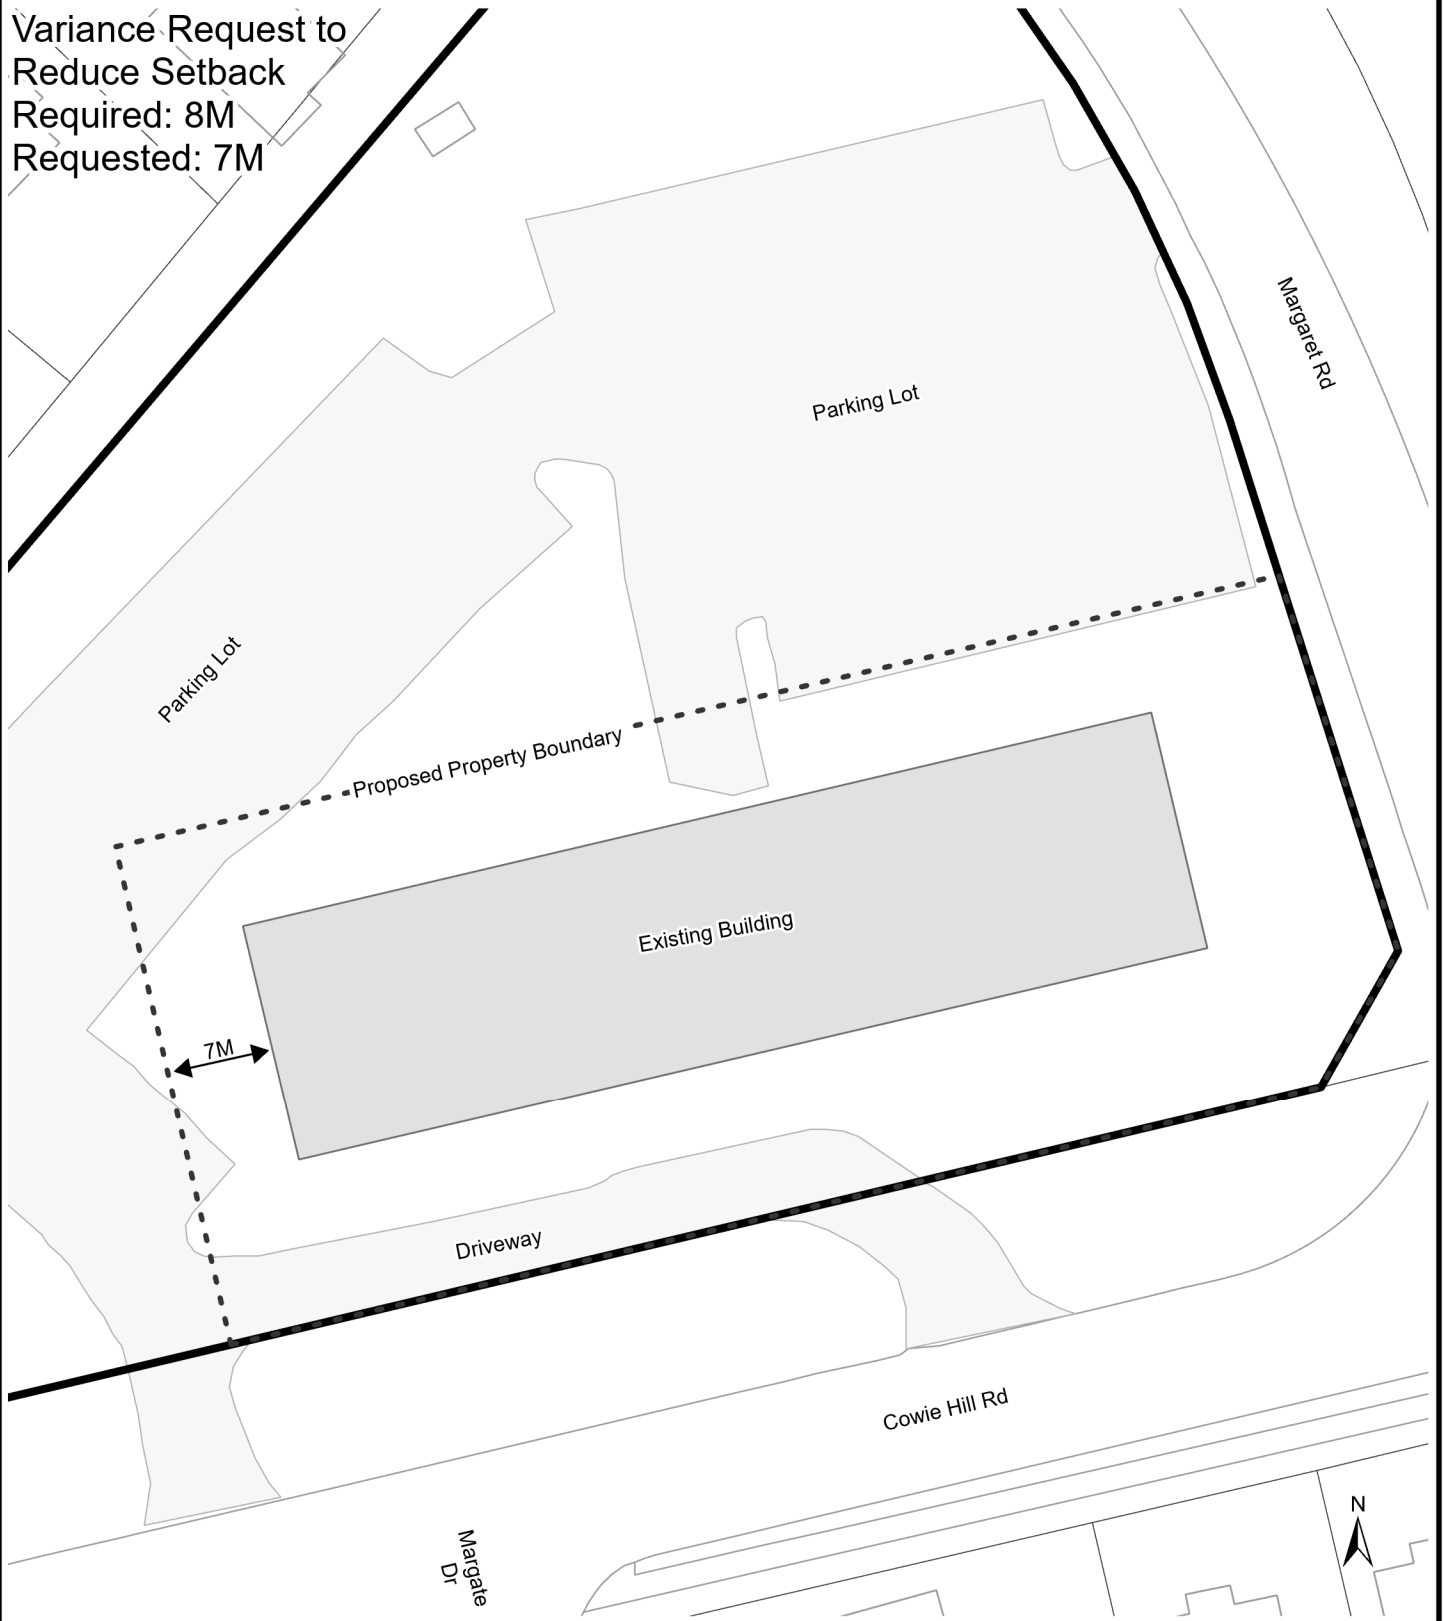 Variance Request to
Reduce Setback
Required: 8M
Requested: 7M
Margaret Rd
Parking Lot
Parking Lot
Proposed Property Boundary
Existing Building
7M
Driveway
Cowie Hill Rd
N
Margate
Dr